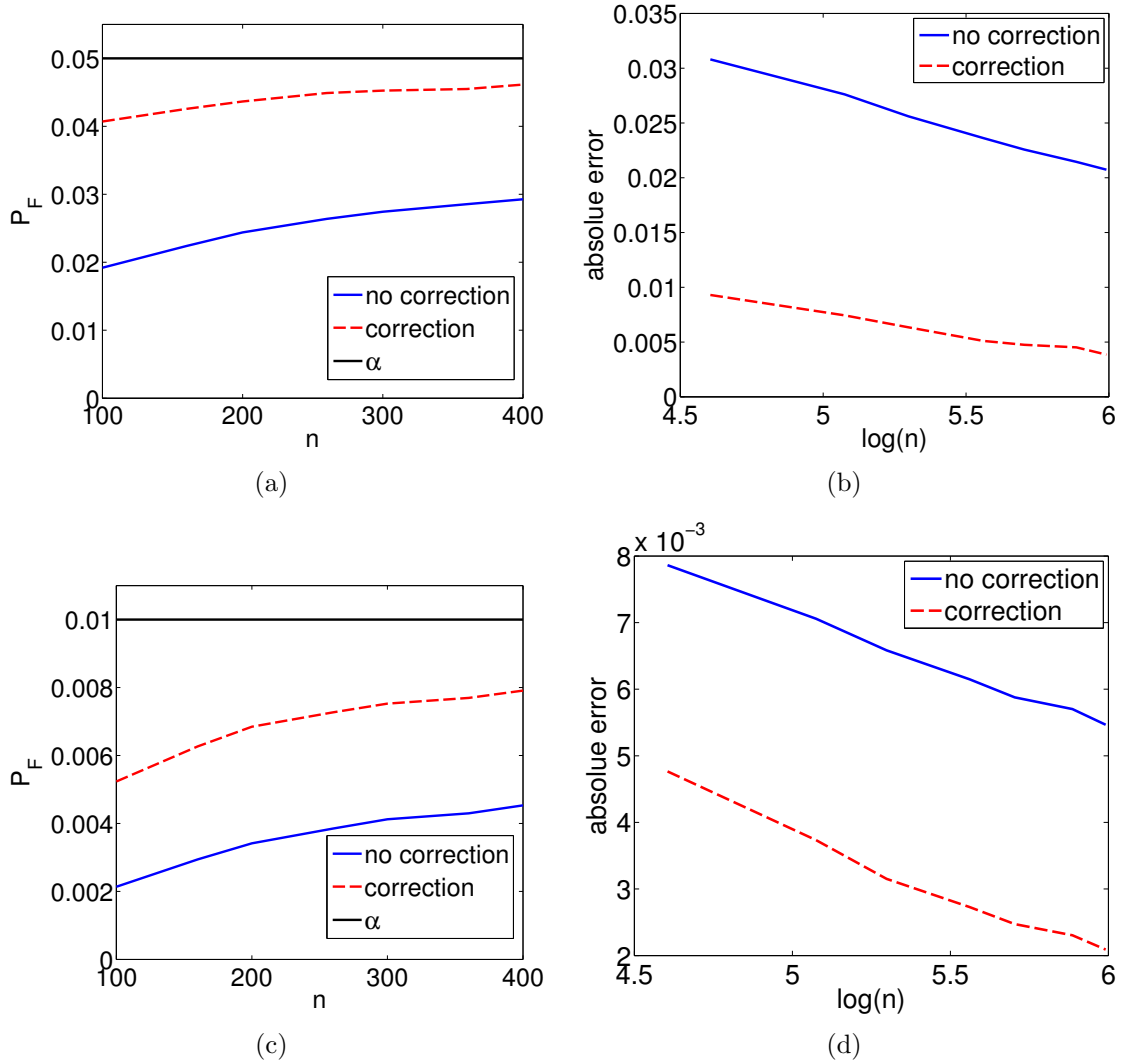 0.05
0.04
0.03
0.02
0.01
0
P_F
100
200
300
400
n
no correction
correction
α
(a)
0.035
0.03
0.025
0.02
0.015
0.01
0.005
0
absolue error
4.5
5
5.5
6
log(n)
no correction
correction
(b)
0.01
0.008
0.006
0.004
0.002
0
P_F
100
200
300
400
n
no correction
correction
α
(c)
8 x 10^−3
7
6
5
4
3
2
absolue error
4.5
5
5.5
6
log(n)
no correction
correction
(d)